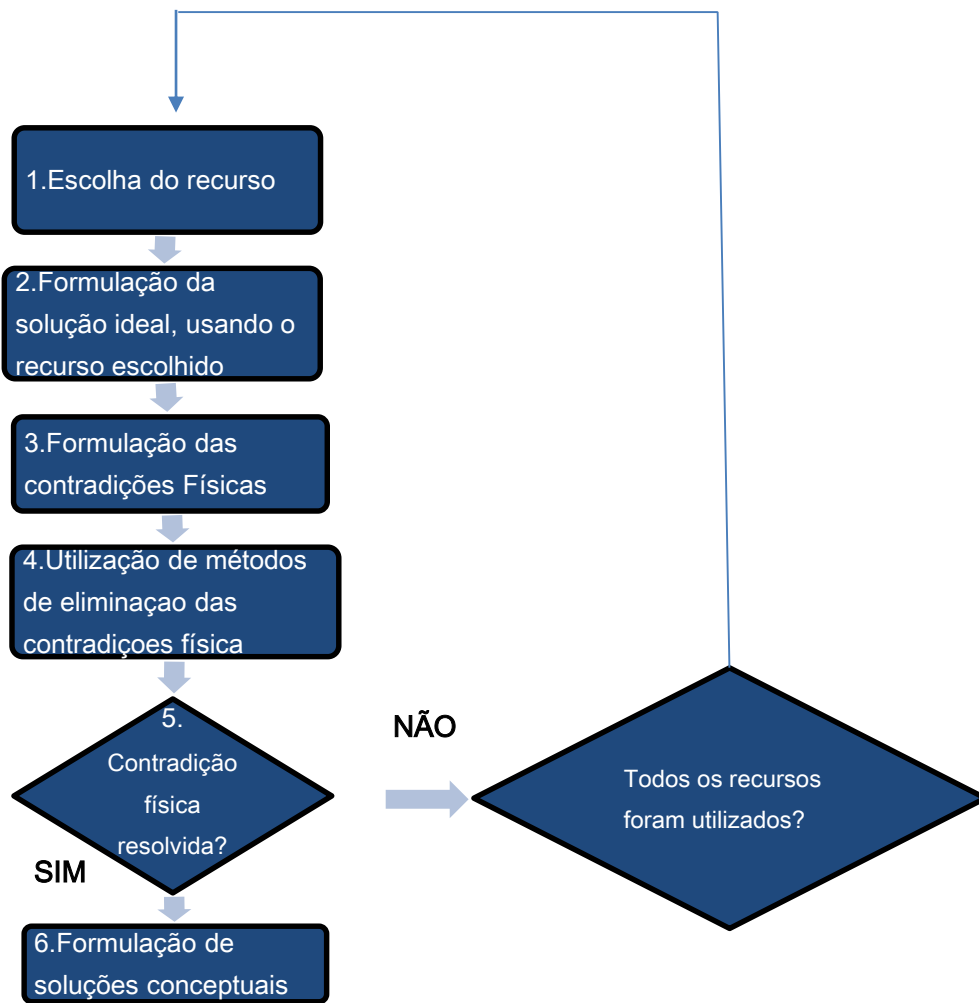 1.Escolha do recurso
2.Formulação da
solução ideal, usando o
recurso escolhido
3.Formulação das
contradições Físicas
4.Utilização de métodos
de eliminaçao das
contradiçoes física
5.
Contradição
física
resolvida?
NÃO
Todos os recursos
foram utilizados?
SIM
6.Formulação de
soluções conceptuais